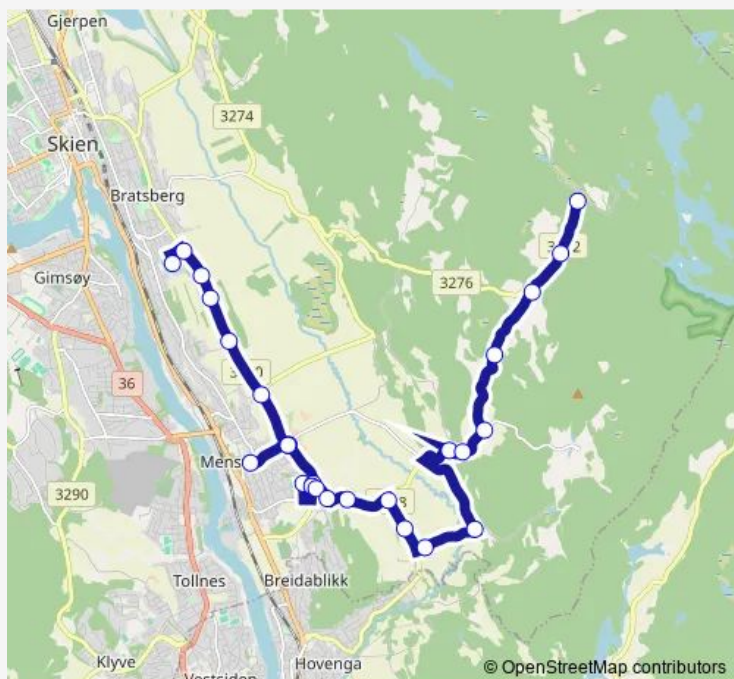 Gjerpen
3274
Skien
Bratsberg
Gimsøy
3276
36
Mens
3290
Tollnes
Breidablikk
Klyve
Hovenga
© OpenStreetMap contributors